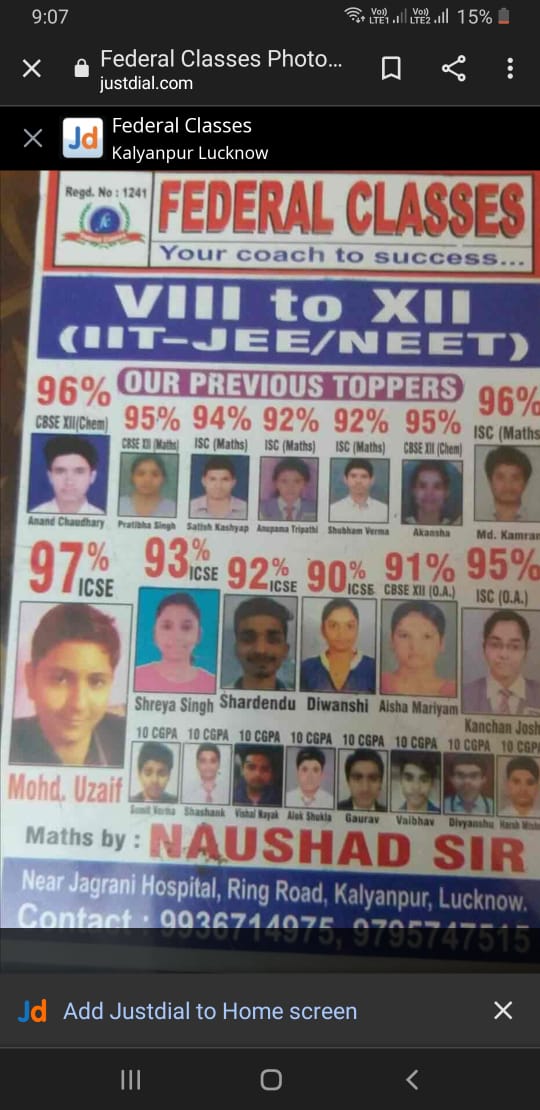 9:07
Vo) LTE1 Vo) LTE2 15%
Federal Classes Photo...
justdial.com
Jd Federal Classes
Kalyanpur Lucknow
Regd. No : 1241
FEDERAL CLASSES
Your coach to success...
VIII to XII
(IIT-JEE/NEET)
OUR PREVIOUS TOPPERS
96% 95% 94% 92% 92% 95% 96%
CBSE XII(Chem) CBSE XII (Maths) ISC (Maths) ISC (Maths) ISC (Maths) CBSE XII (Chem) ISC (Maths
Anand Chaudhary Pratibha Singh Satish Kashyap Anupama Tripathi Shubham Verma Akansha Md. Kamran
97% ICSE 93% ICSE 92% ICSE 90% ICSE 91% CBSE XII (O.A.) 95% ISC (O.A.)
Shreya Singh Shardendu Diwanshi Aisha Mariyam Kanchan Josh
10 CGPA 10 CGPA 10 CGPA 10 CGPA 10 CGPA 10 CGPA 10 CGPA 10 CGP
Mohd. Uzaif
Sumit Verma Shashank Vishal Nayak Alok Shukla Gaurav Vaibhav Divyanshu Harsh
Maths by : NAUSHAD SIR
Near Jagrani Hospital, Ring Road, Kalyanpur, Lucknow.
Contact : 9936714975, 9795747515
Jd Add Justdial to Home screen